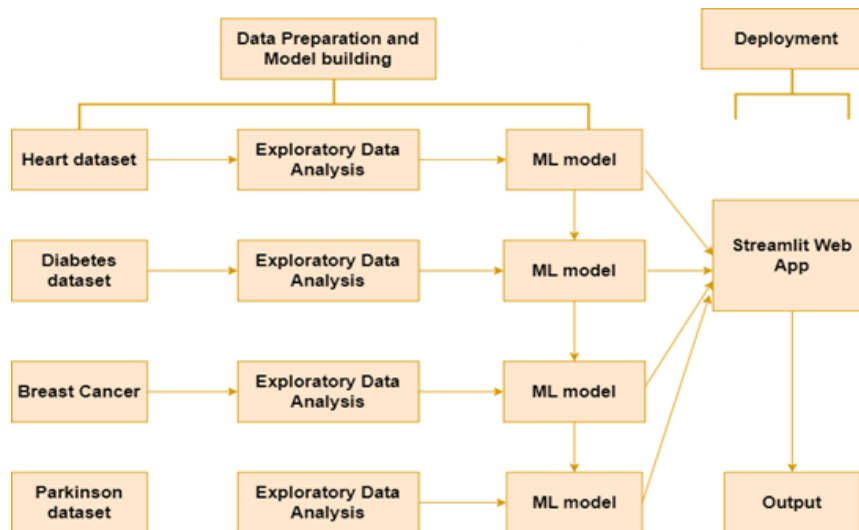 Data Preparation and
Model building
Deployment
Heart dataset
Exploratory Data
Analysis
ML model
Diabetes
dataset
Exploratory Data
Analysis
ML model
Streamlit Web
App
Breast Cancer
Exploratory Data
Analysis
ML model
Parkinson
dataset
Exploratory Data
Analysis
ML model
Output